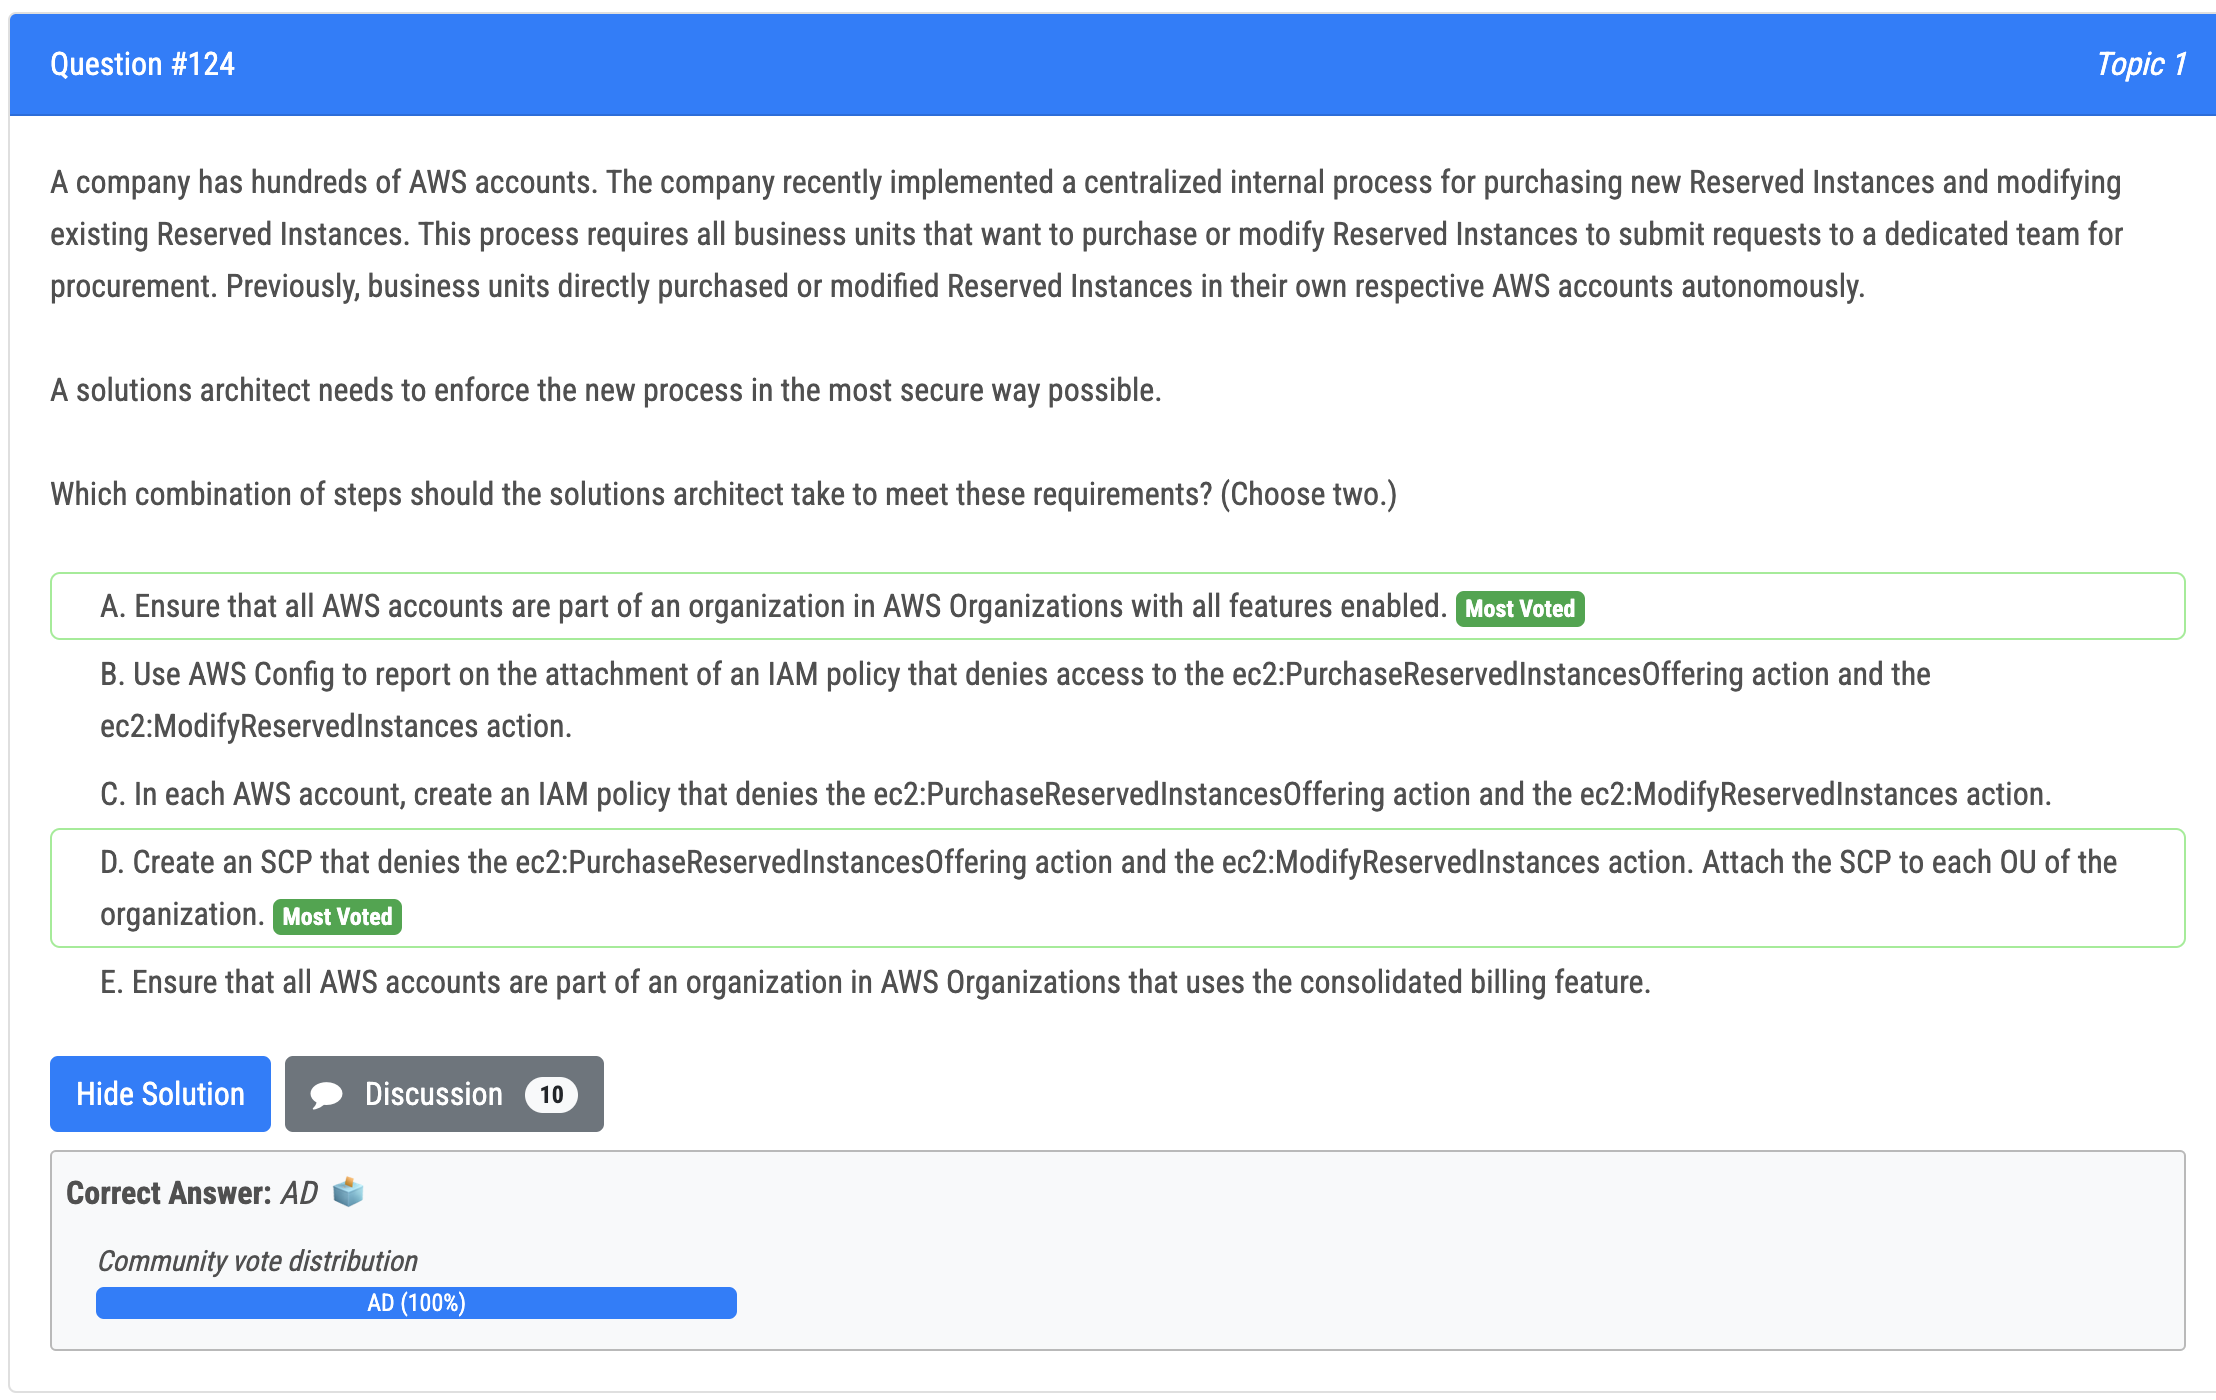 Question #124
Topic 1
A company has hundreds of AWS accounts. The company recently implemented a centralized internal process for purchasing new Reserved Instances and modifying
existing Reserved Instances. This process requires all business units that want to purchase or modify Reserved Instances to submit requests to a dedicated team for
procurement. Previously, business units directly purchased or modified Reserved Instances in their own respective AWS accounts autonomously.
A solutions architect needs to enforce the new process in the most secure way possible.
Which combination of steps should the solutions architect take to meet these requirements? (Choose two.)
A. Ensure that all AWS accounts are part of an organization in AWS Organizations with all features enabled. Most Voted
B. Use AWS Config to report on the attachment of an IAM policy that denies access to the ec2:PurchaseReservedInstancesOffering action and the
ec2:ModifyReservedInstances action.
C. In each AWS account, create an IAM policy that denies the ec2:PurchaseReservedInstancesOffering action and the ec2:ModifyReservedInstances action.
D. Create an SCP that denies the ec2:PurchaseReservedInstancesOffering action and the ec2:ModifyReservedInstances action. Attach the SCP to each OU of the
organization. Most Voted
E. Ensure that all AWS accounts are part of an organization in AWS Organizations that uses the consolidated billing feature.
Hide Solution
Discussion 10
Correct Answer: AD
Community vote distribution
AD (100%)